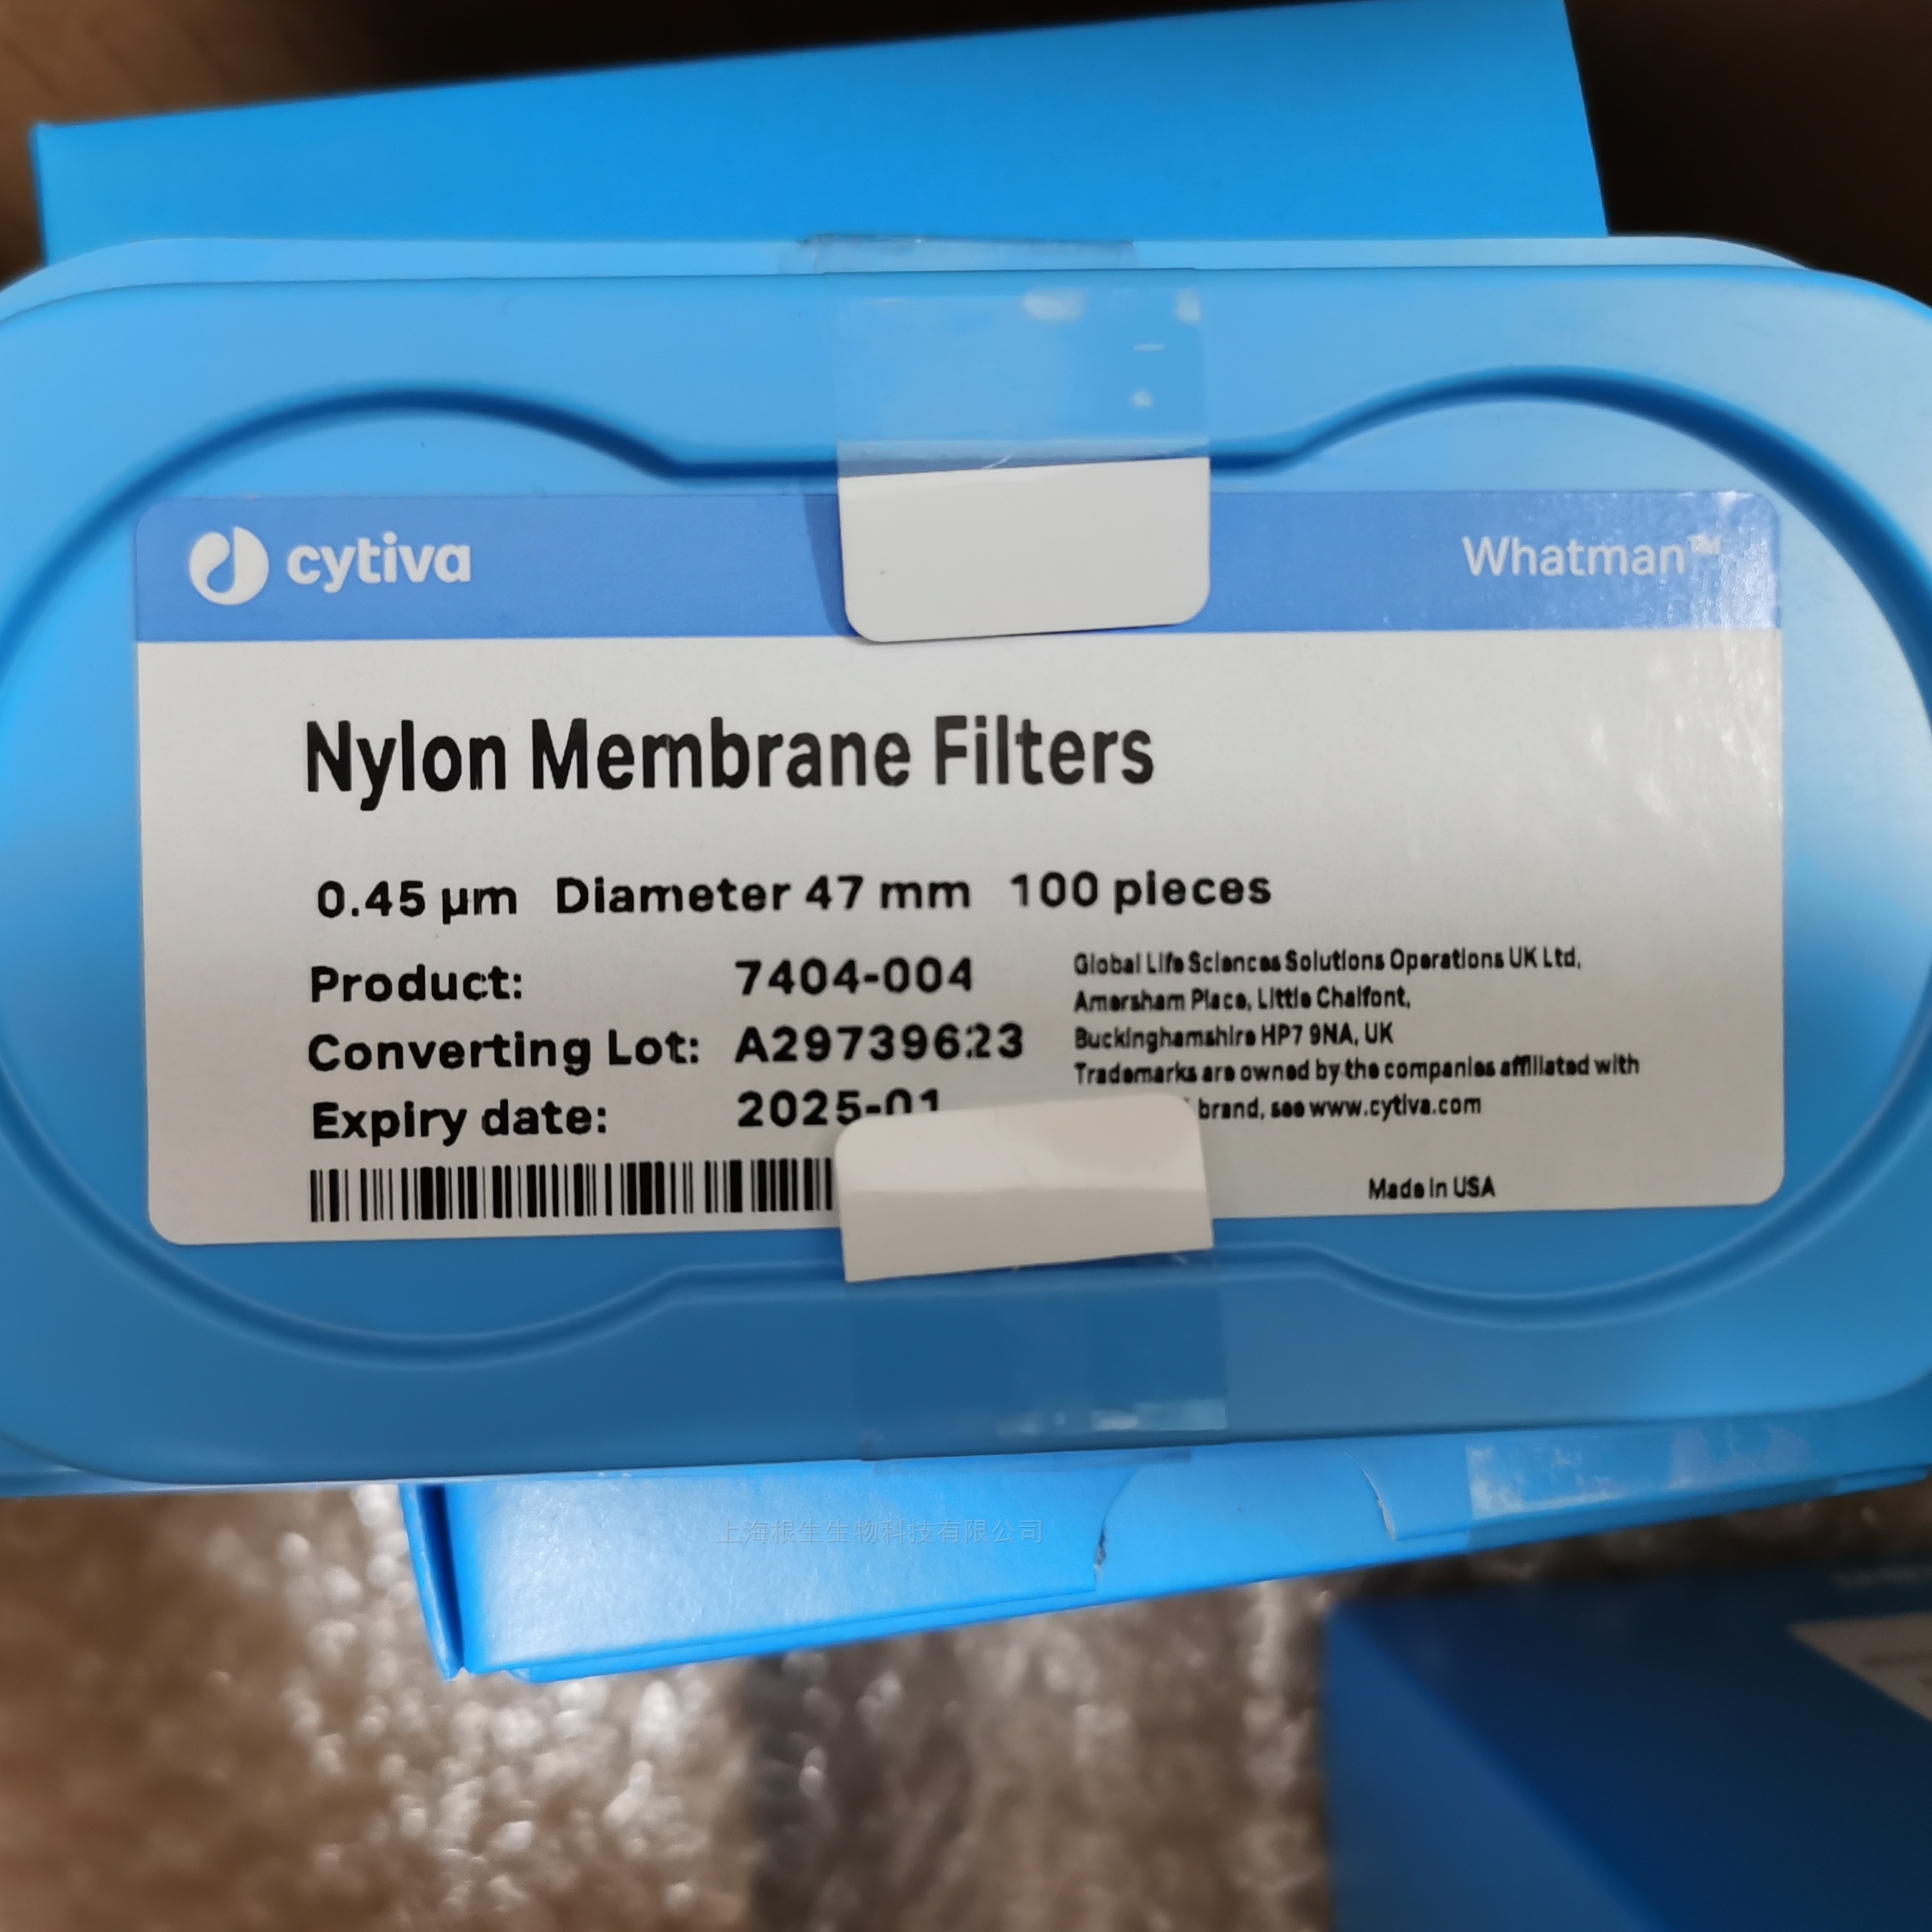 cytiva
Whatman™
Nylon Membrane Filters
0.45 µm Diameter 47 mm 100 pieces
Product: 7404-004
Converting Lot: A29739623
Expiry date: 2025-01
Global Life Sciences Solutions Operations UK Ltd,
Amersham Place, Little Chalfont,
Buckinghamshire HP7 9NA, UK
Trademarks are owned by the companies affiliated with
brand, see www.cytiva.com
Made in USA
上海根生生物科技有限公司